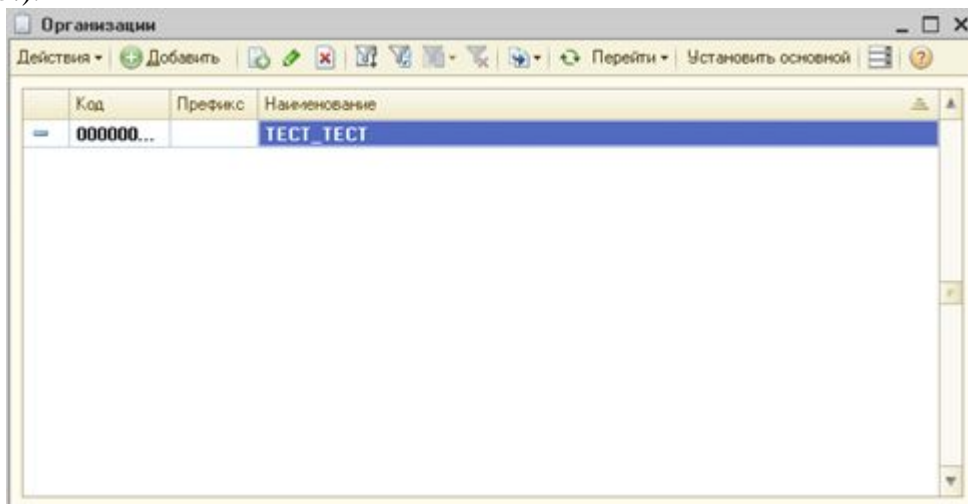 Организации
Действия Добавить Перейти Установить основной
Код Префикс Наименование
000000... ТЕСТ_ТЕСТ